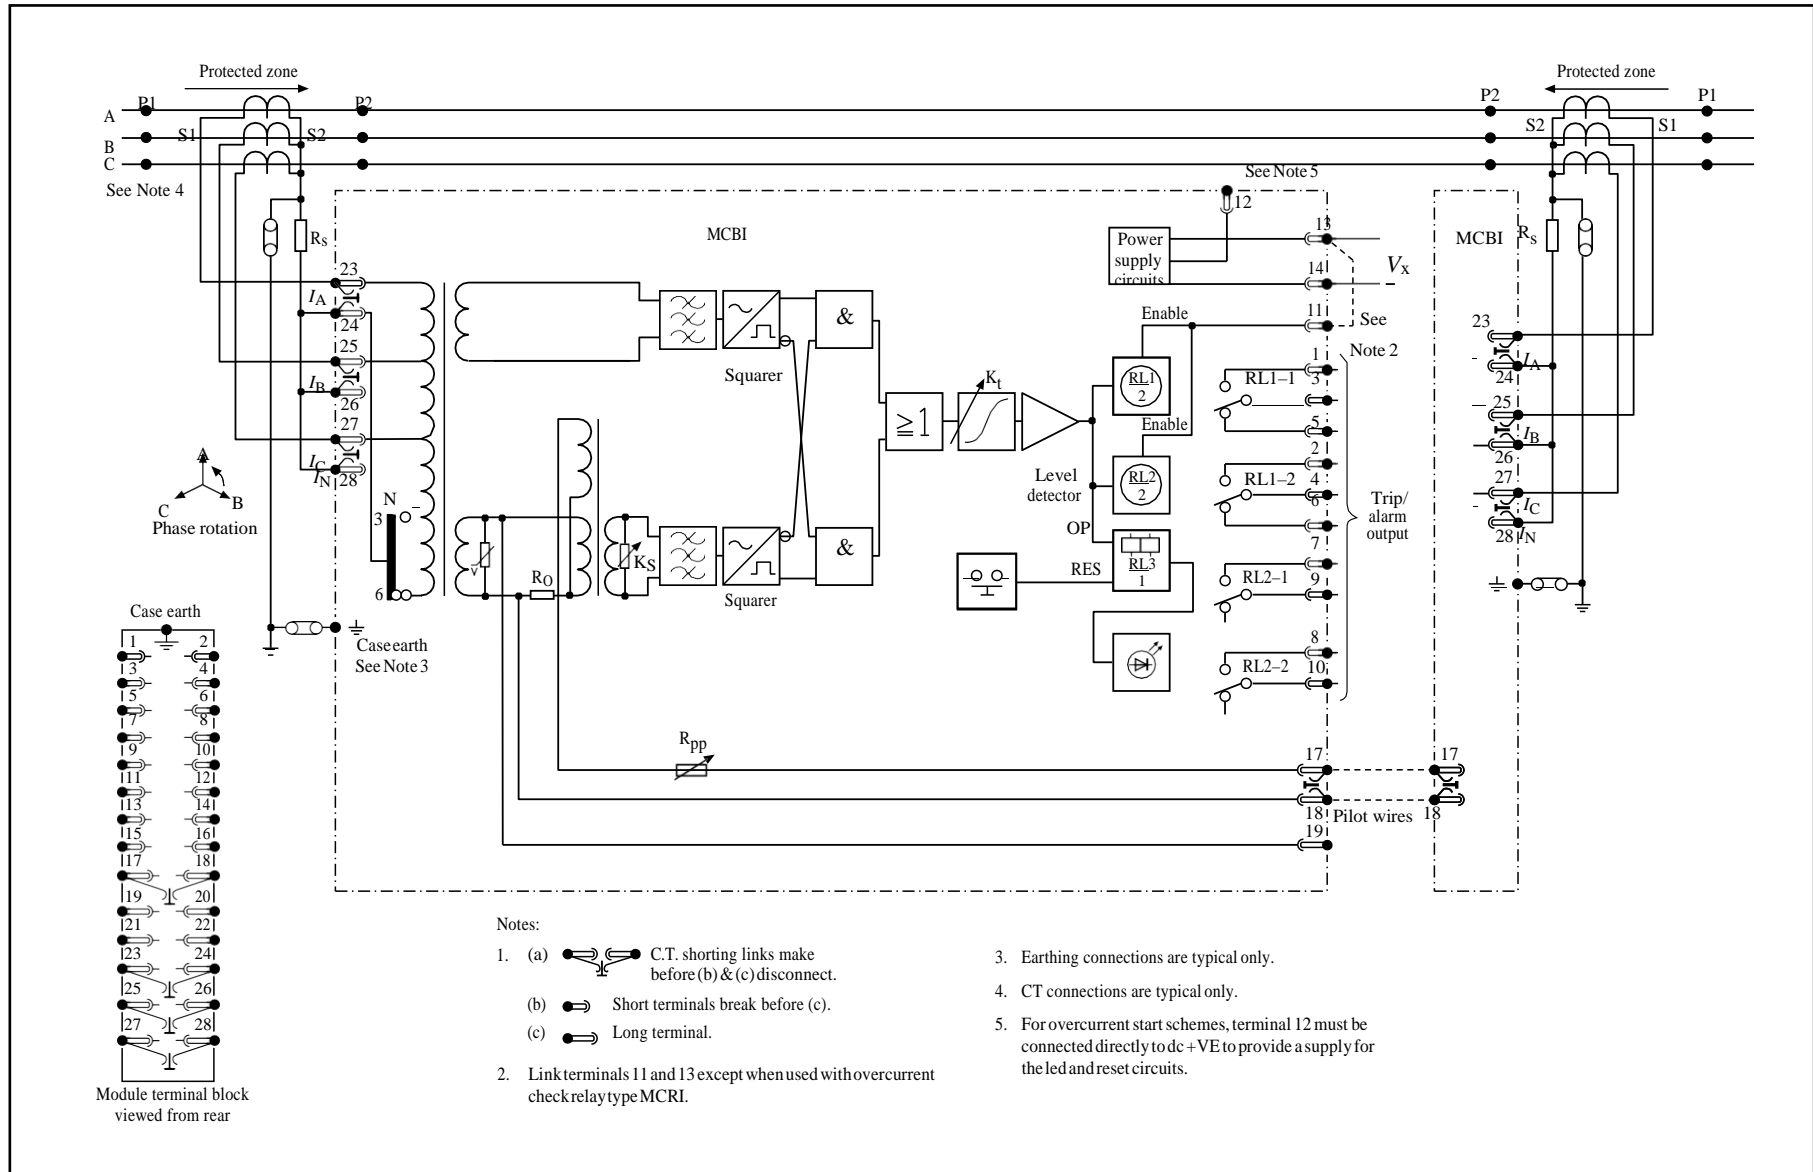 Protected zone
Protected zone
P1
P2
P2
P1
A
S1
S2
S2
S1
B
C
See Note 4
See Note 5
12
RS
MCBI
13
MCBI
RS
Power
supply
circuits
14
VX
–
23
IA
24
25
IB
26
27
IC
IN
28
11
See
Note 2
Enable
&
Squarer
Kt
RL1
2
Enable
≥1
1
RL1–1
3
5
2
RL1–2
4
6
7
RL2–1
9
8
RL2–2
10
Trip/
alarm
output
23
IA
24
25
IB
26
27
IC
28
IN
Level
detector
RL2
2
OP
RL3
1
RES
A
B
C
Phase rotation
N
3
–
6
RO
KS
Squarer
&
Case earth
See Note 3
Rpp
17
17
18
Pilot wires
18
19
Case earth
1 2
3 4
5 6
7 8
9 10
11 12
13 14
15 16
17 18
19 20
21 22
23 24
25 26
27 28
Module terminal block
viewed from rear
Notes:
1. (a) C.T. shorting links make
before (b) & (c) disconnect.
(b) Short terminals break before (c).
(c) Long terminal.
2. Link terminals 11 and 13 except when used with overcurrent
check relay type MCRI.
3. Earthing connections are typical only.
4. CT connections are typical only.
5. For overcurrent start schemes, terminal 12 must be
connected directly to dc +VE to provide a supply for
the led and reset circuits.